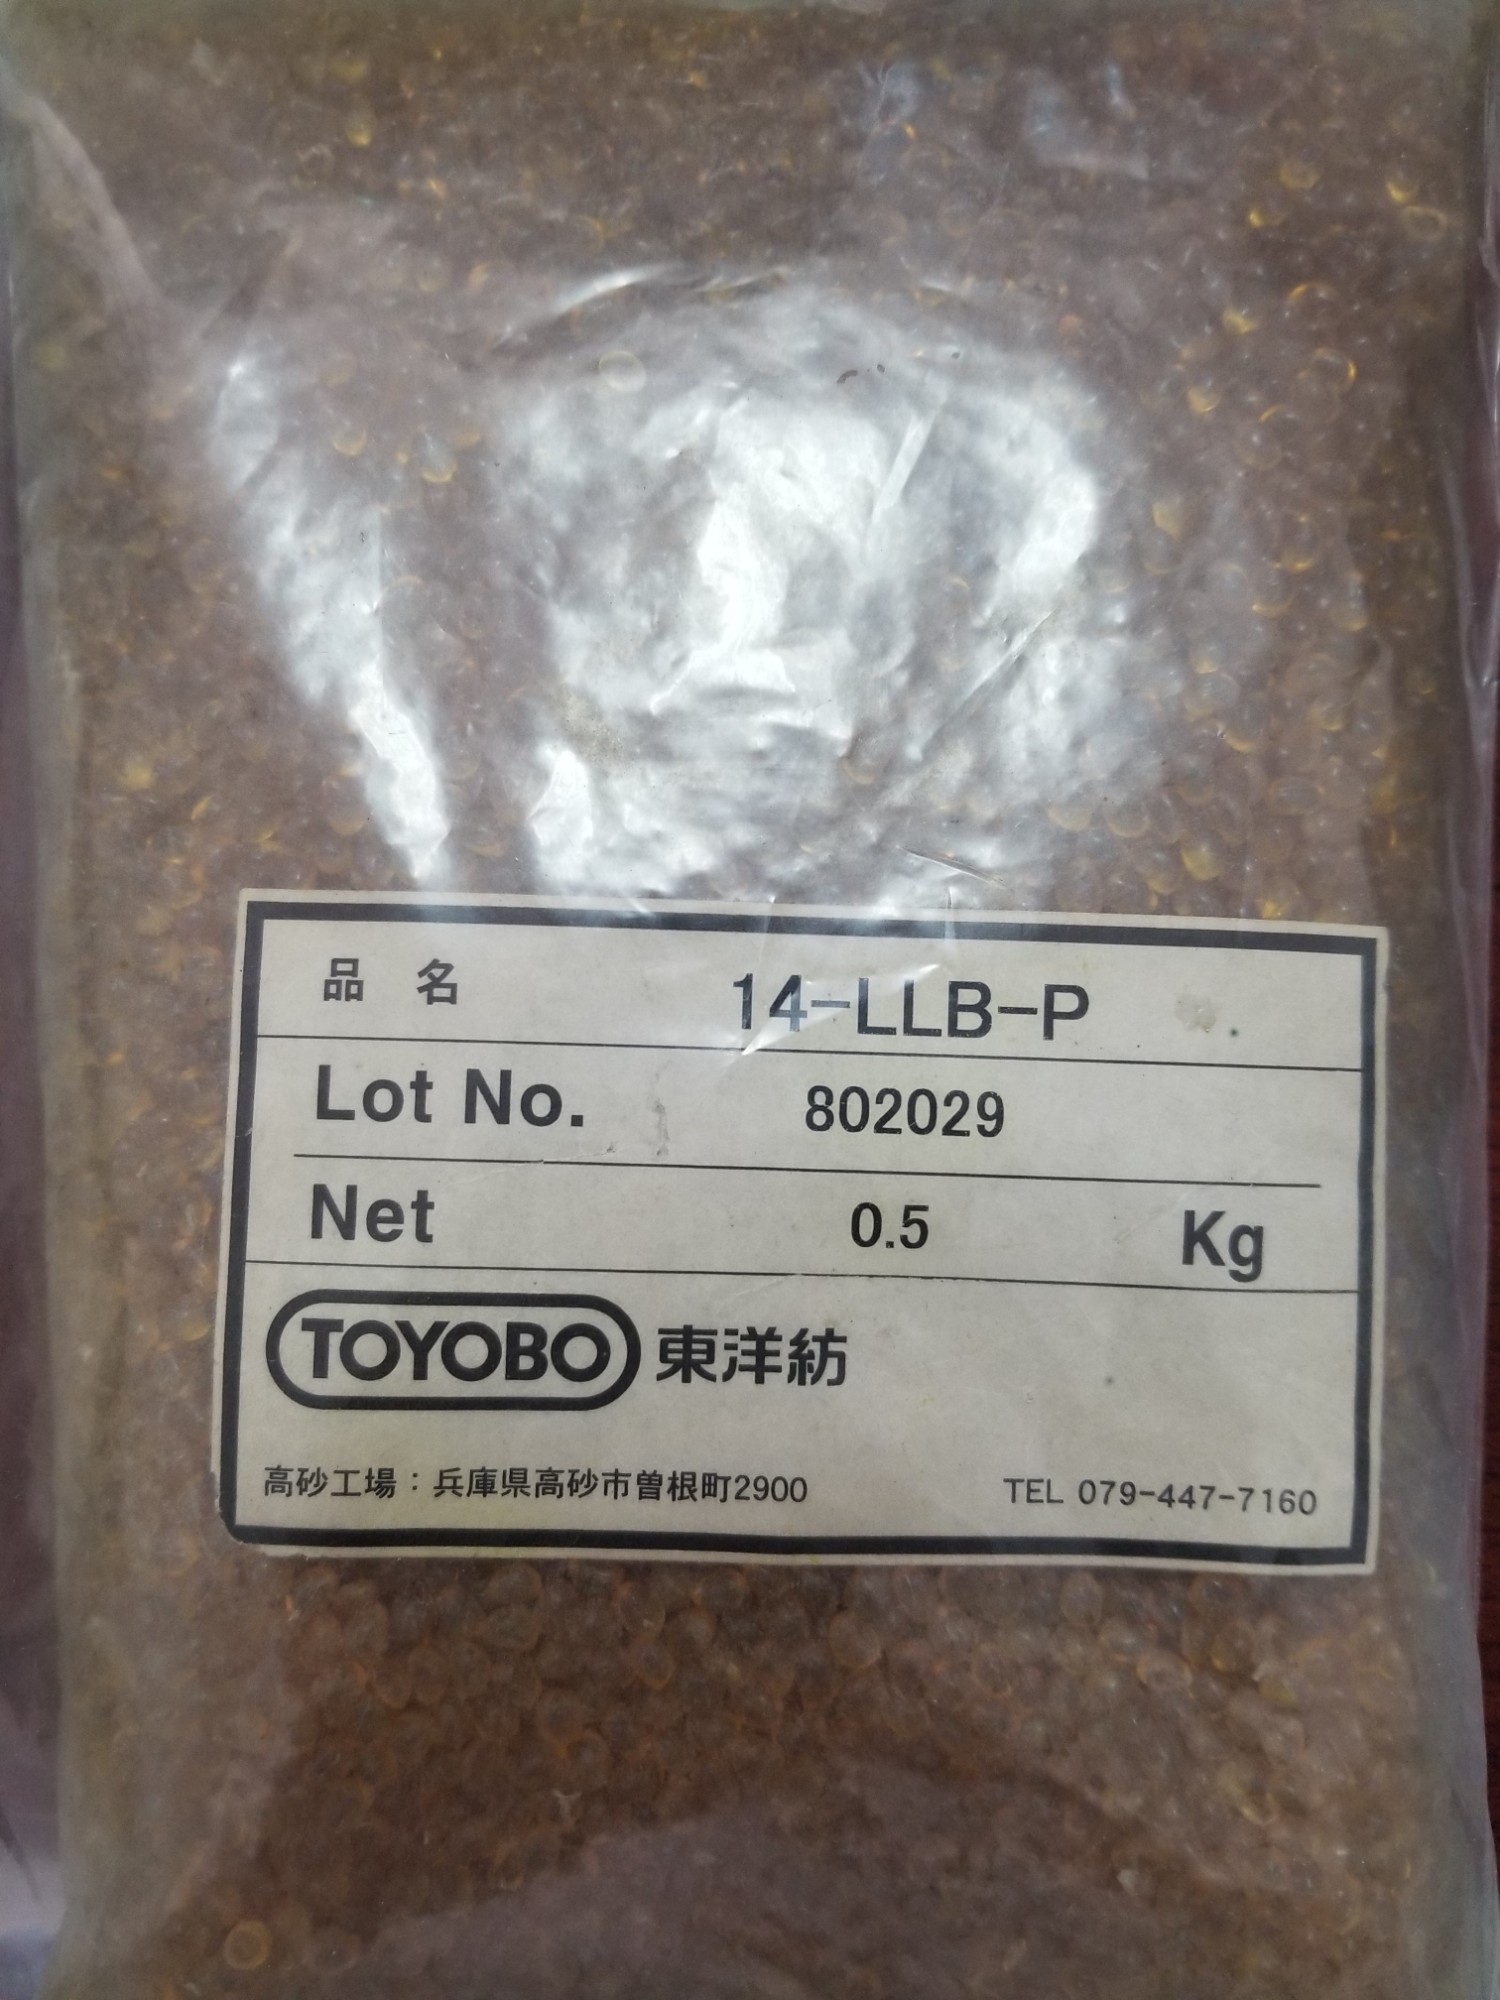 品 名 14-LLB-P
Lot No. 802029
Net 0.5 Kg
TOYOBO 東洋紡
高砂工場：兵庫県高砂市曽根町2900 TEL 079-447-7160